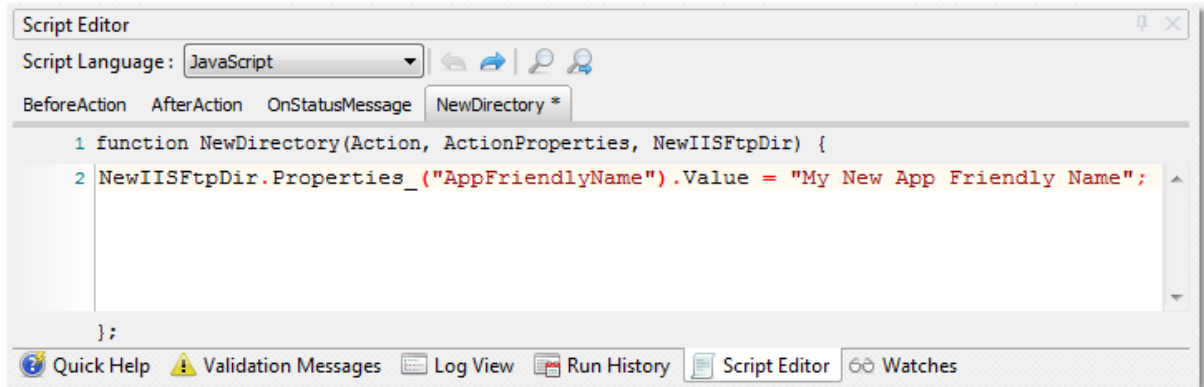 Script Editor
Script Language: JavaScript
BeforeAction AfterAction OnStatusMessage NewDirectory *
1 function NewDirectory(Action, ActionProperties, NewIISFtpDir) {
2 NewIISFtpDir.Properties_("AppFriendlyName").Value = "My New App Friendly Name";
};
Quick Help Validation Messages Log View Run History Script Editor Watches